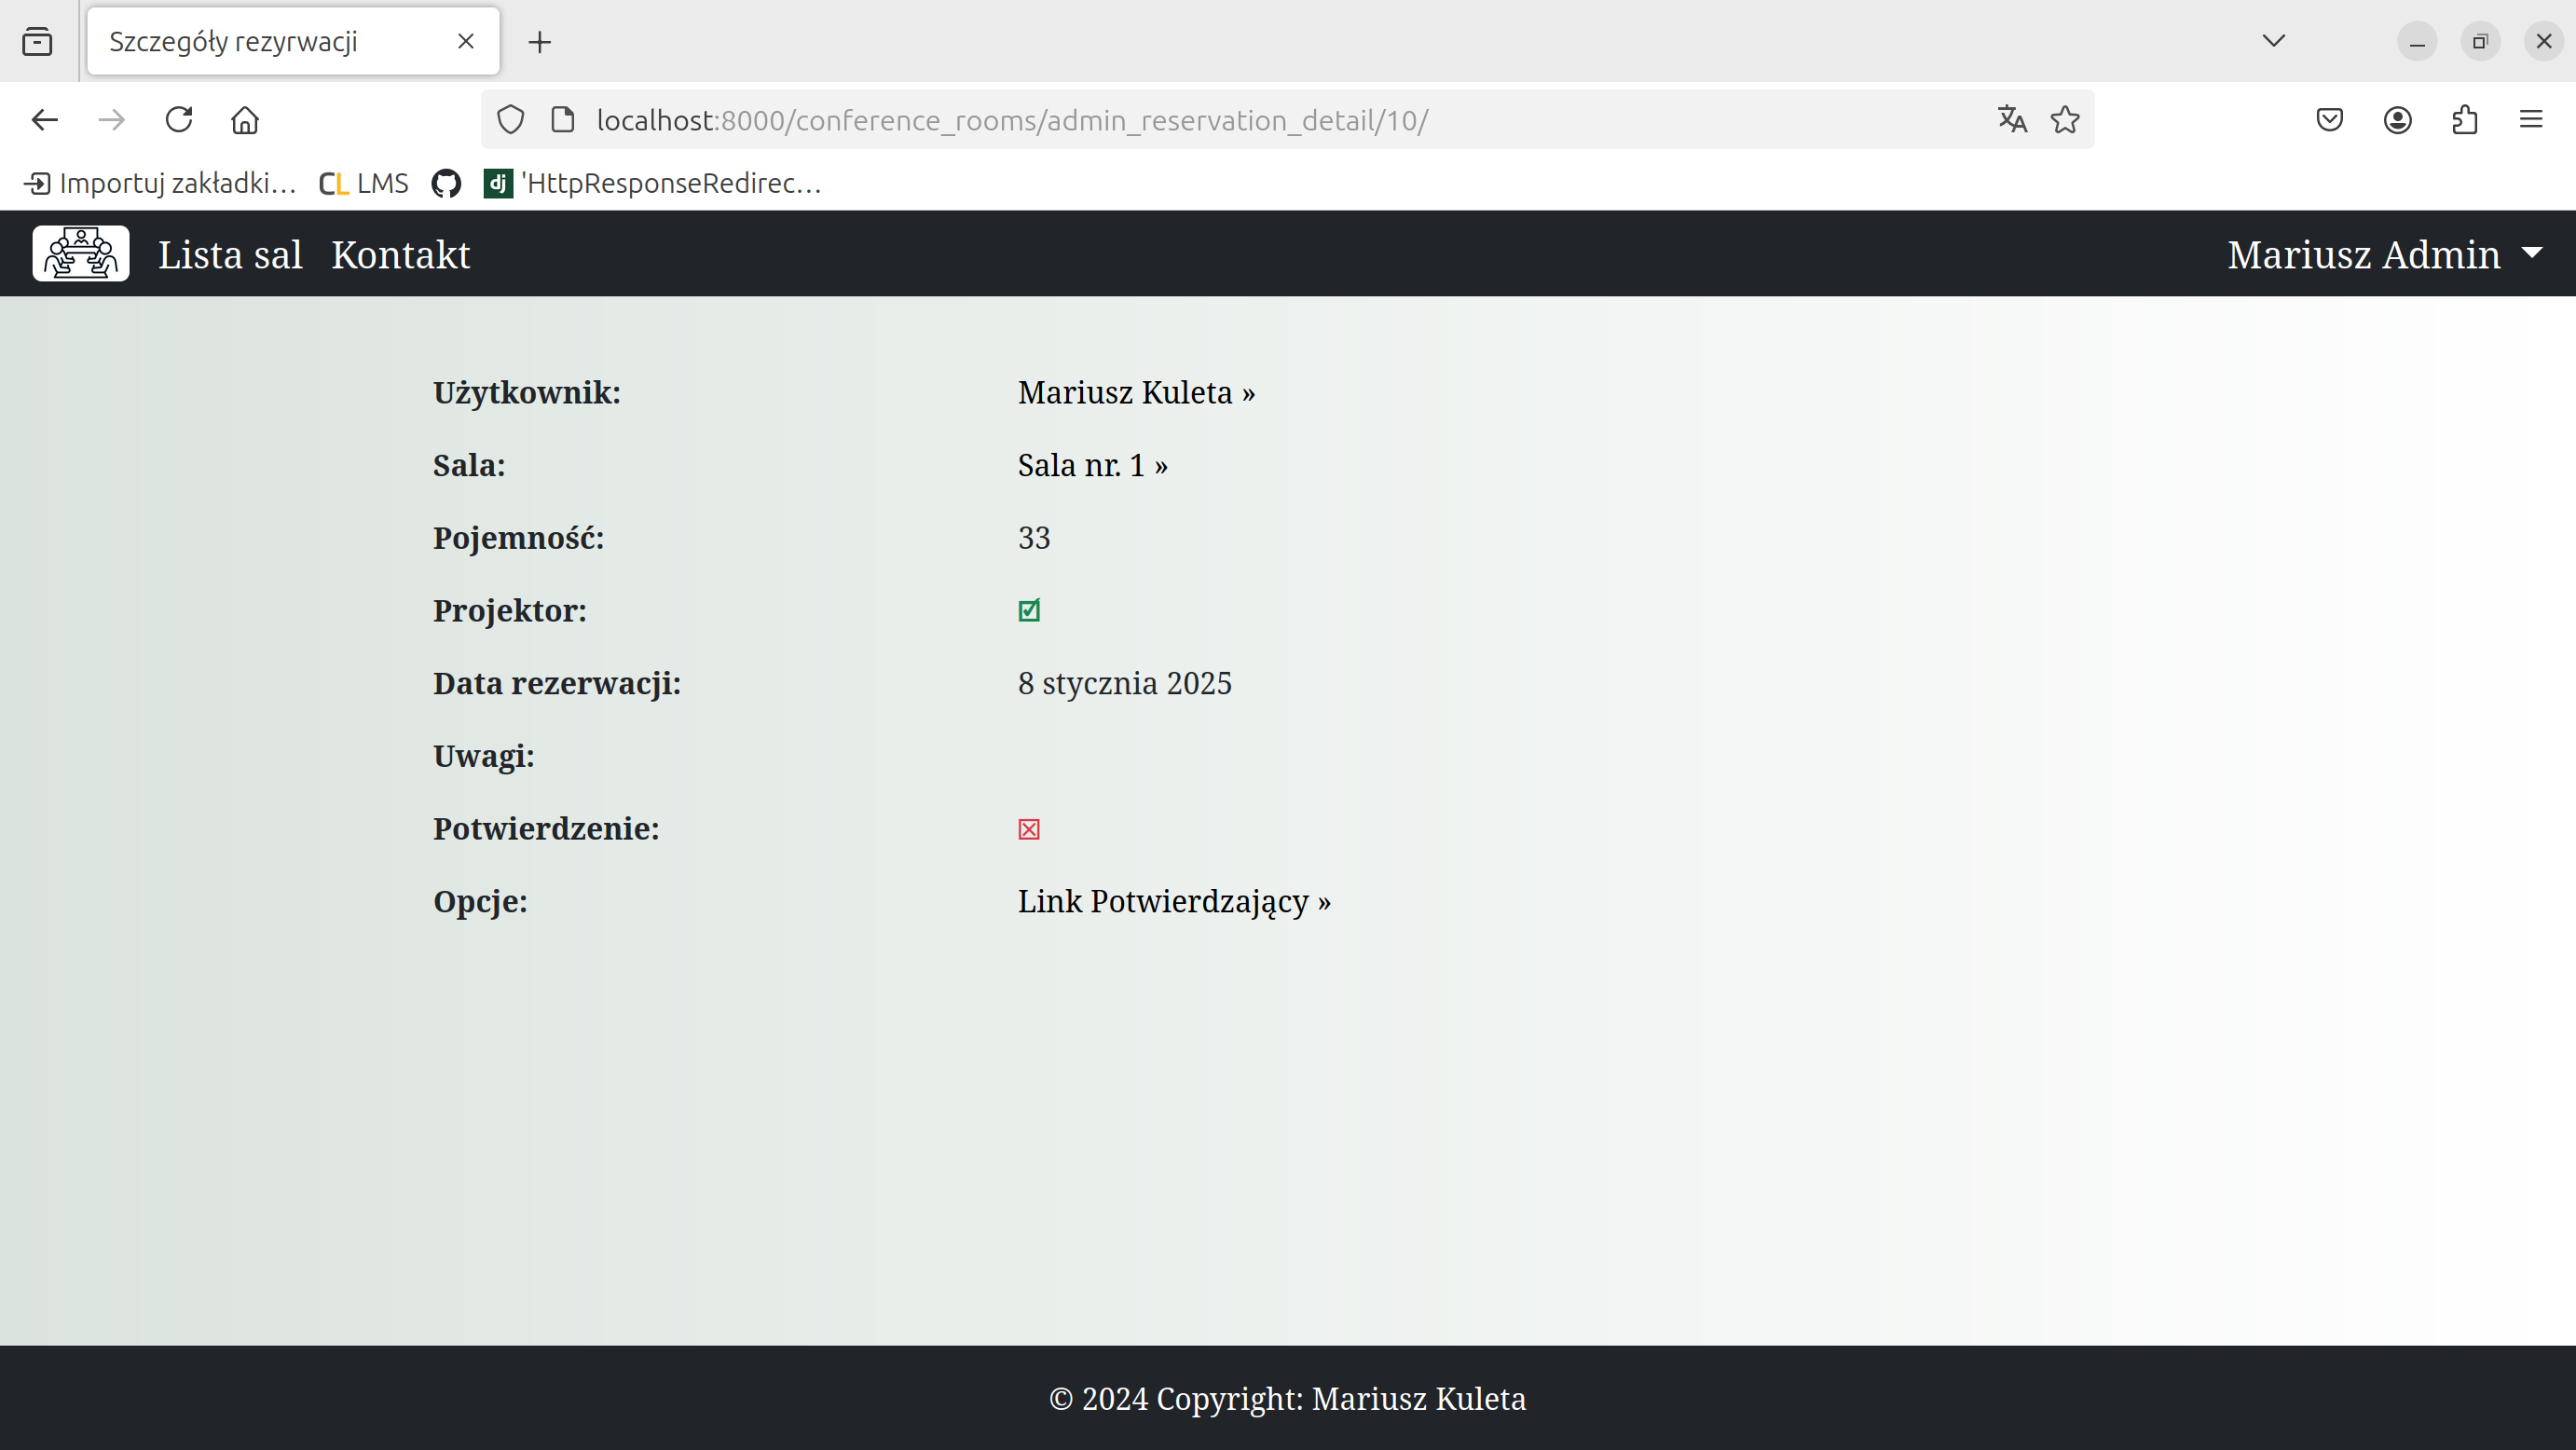 Szczegóły rezyrwacji
localhost:8000/conference_rooms/admin_reservation_detail/10/
Importuj zakładki… CL LMS dj 'HttpResponseRedirec…
Lista sal Kontakt Mariusz Admin
Użytkownik: Mariusz Kuleta »
Sala: Sala nr. 1 »
Pojemność: 33
Projektor:
Data rezerwacji: 8 stycznia 2025
Uwagi:
Potwierdzenie:
Opcje: Link Potwierdzający »
© 2024 Copyright: Mariusz Kuleta